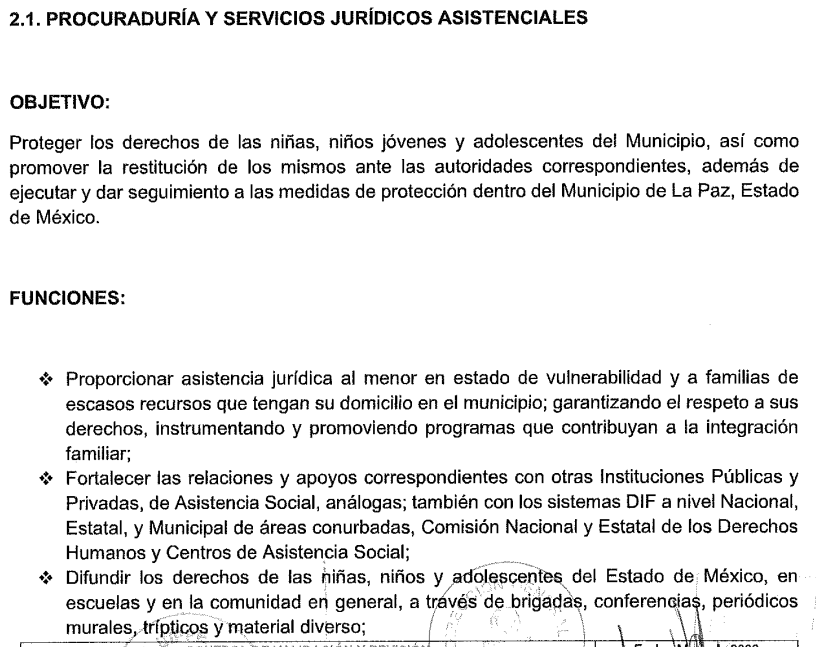 2.1. PROCURADURÍA Y SERVICIOS JURÍDICOS ASISTENCIALES
OBJETIVO:
Proteger los derechos de las niñas, niños jóvenes y adolescentes del Municipio, así como
promover la restitución de los mismos ante las autoridades correspondientes, además de
ejecutar y dar seguimiento a las medidas de protección dentro del Municipio de La Paz, Estado
de México.
FUNCIONES:
❖ Proporcionar asistencia jurídica al menor en estado de vulnerabilidad y a familias de
escasos recursos que tengan su domicilio en el municipio; garantizando el respeto a sus
derechos, instrumentando y promoviendo programas que contribuyan a la integración
familiar;
❖ Fortalecer las relaciones y apoyos correspondientes con otras Instituciones Públicas y
Privadas, de Asistencia Social, análogas; también con los sistemas DIF a nivel Nacional,
Estatal, y Municipal de áreas conurbadas, Comisión Nacional y Estatal de los Derechos
Humanos y Centros de Asistencia Social;
❖ Difundir los derechos de las niñas, niños y adolescentes del Estado de México, en
escuelas y en la comunidad en general, a través de brigadas, conferencias, periódicos
murales, trípticos y material diverso;